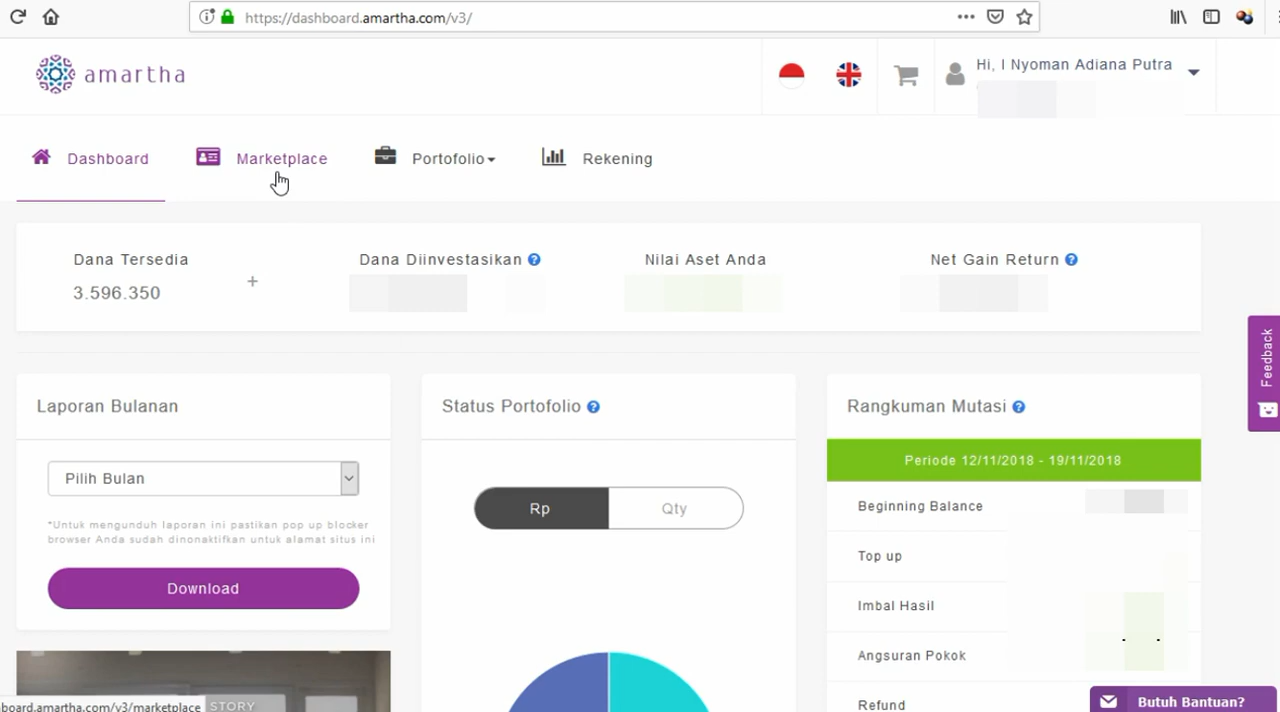 https://dashboard.amartha.com/v3/
amartha
Hi, I Nyoman Adiana Putra
Dashboard
Marketplace
Portofolio
Rekening
Dana Tersedia
3.596.350
+
Dana Diinvestasikan ?
Nilai Aset Anda
Net Gain Return ?
Feedback
Laporan Bulanan
Pilih Bulan
*Untuk mengunduh laporan ini pastikan pop up blocker
browser Anda sudah dinonaktifkan untuk alamat situs ini
Download
Status Portofolio ?
Rp
Qty
Rangkuman Mutasi ?
Periode 12/11/2018 - 19/11/2018
Beginning Balance
Top up
Imbal Hasil
Angsuran Pokok
Refund
STORY
board.amartha.com/v3/marketplace
Butuh Bantuan?